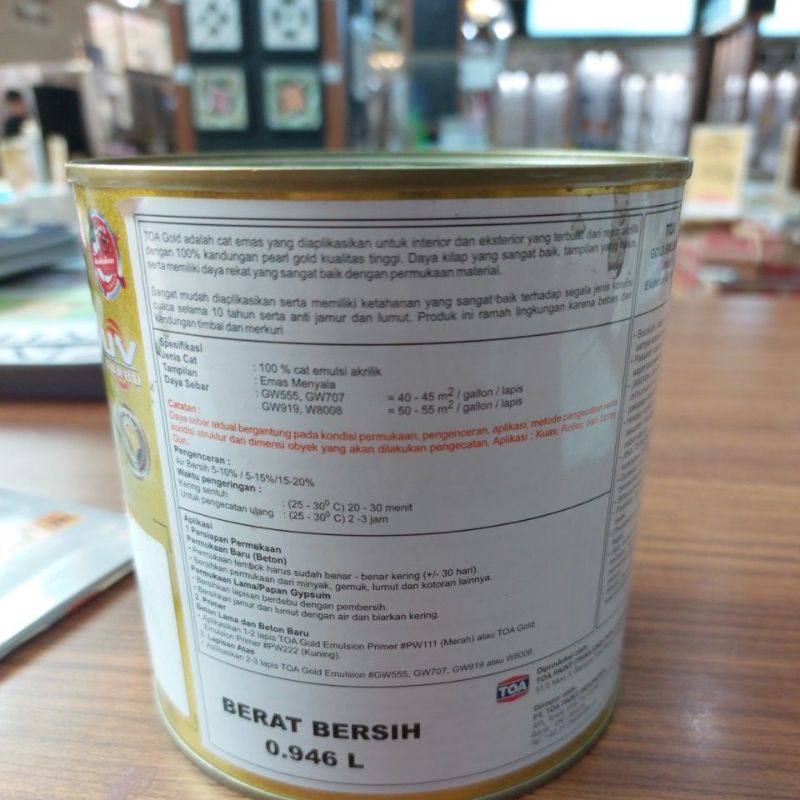 TOA Gold adalah cat emas yang diaplikasikan untuk interior dan eksterior yang terbuat dari resin akrilik
dengan 100% kandungan pearl gold kualitas tinggi. Daya kilap yang sangat baik, tampilan yang halus,
serta memiliki daya rekat yang sangat baik dengan permukaan material.
Sangat mudah diaplikasikan serta memiliki ketahanan yang sangat baik terhadap segala jenis kondisi
cuaca selama 10 tahun serta anti jamur dan lumut. Produk ini ramah lingkungan karena bebas dari
kandungan timbal dan merkuri
Spesifikasi
Jenis Cat : 100 % cat emulsi akrilik
Tampilan : Emas Menyala
Daya Sebar : GW555, GW707 = 40 - 45 m² / gallon / lapis
GW919, W8008 = 50 - 55 m² / gallon / lapis
Catatan :
Daya sebar aktual bergantung pada kondisi permukaan, pengenceran, aplikasi, metode pengecatan serta
kondisi struktur dan dimensi obyek yang akan dilakukan pengecatan. Aplikasi : Kuas, Roller, dan Spray
Gun.
Pengenceran :
Air Bersih 5-10% / 5-15%/15-20%
Waktu pengeringan :
Kering sentuh : (25 - 30⁰ C) 20 - 30 menit
Untuk pengecatan ulang : (25 - 30⁰ C) 2 -3 jam
Aplikasi
1. Persiapan Permukaan
Permukaan Baru (Beton)
- Permukaan tembok harus sudah benar - benar kering (+/- 30 hari).
- Bersihkan permukaan dari minyak, gemuk, lumut dan kotoran lainnya.
Permukaan Lama/Papan Gypsum
- Bersihkan lapisan berdebu dengan pembersih.
- Bersihkan jamur dan lumut dengan air dan biarkan kering.
2. Primer
Beton Lama dan Beton Baru
- Aplikasikan 1-2 lapis TOA Gold Emulsion Primer #PW111 (Merah) atau TOA Gold
Emulsion Primer #PW222 (Kuning).
3. Lapisan Atas
- Aplikasikan 2-3 lapis TOA Gold Emulsion #GW555, GW707, GW919 atau W8008.
BERAT BERSIH
0.946 L
TOA
Diproduksi oleh:
TOA PAINT
UV